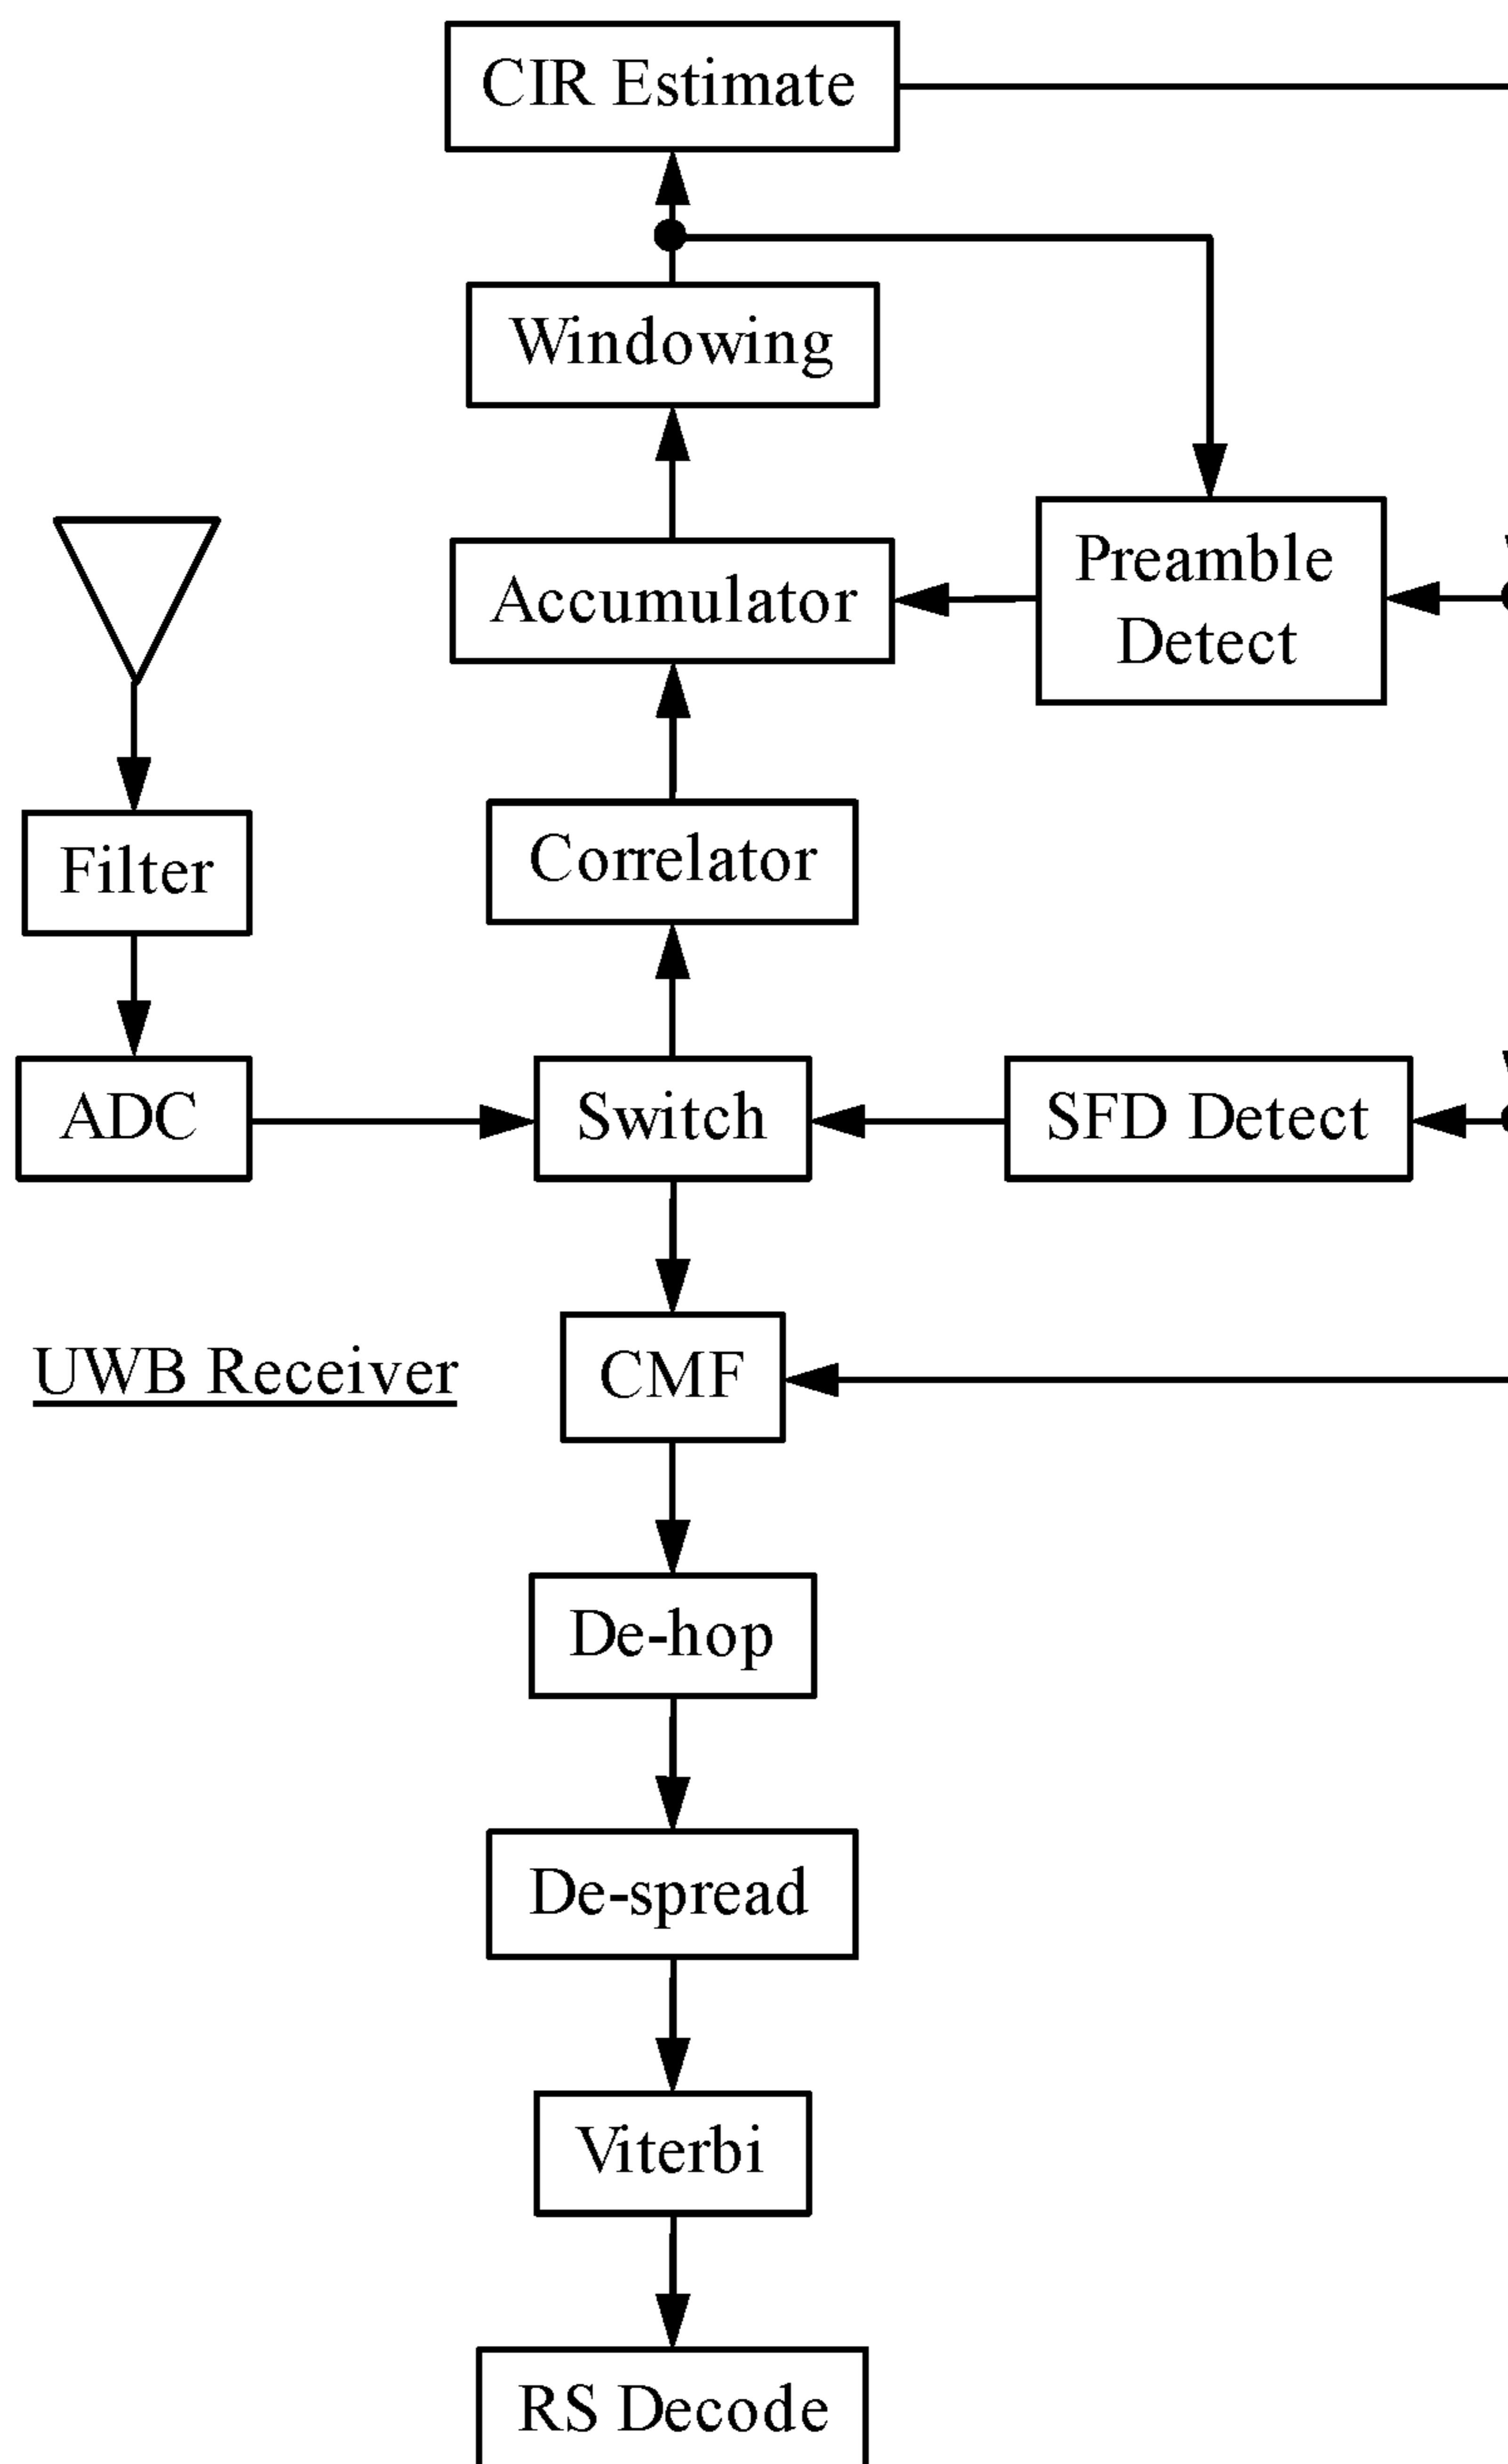 CIR Estimate
Windowing
Accumulator
Preamble
Detect
Correlator
Filter
ADC
Switch
SFD Detect
UWB Receiver
CMF
De-hop
De-spread
Viterbi
RS Decode